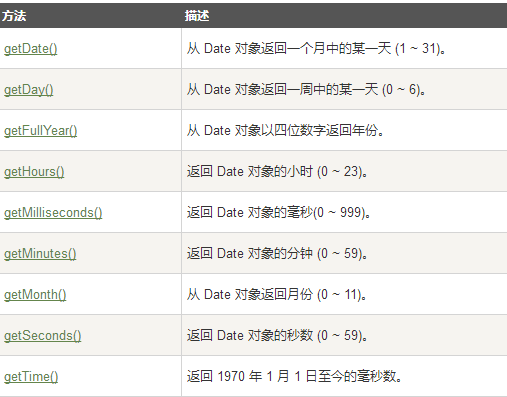 方法 描述
getDate() 从 Date 对象返回一个月中的某一天 (1 ~ 31)。
getDay() 从 Date 对象返回一周中的某一天 (0 ~ 6)。
getFullYear() 从 Date 对象以四位数字返回年份。
getHours() 返回 Date 对象的小时 (0 ~ 23)。
getMilliseconds() 返回 Date 对象的毫秒(0 ~ 999)。
getMinutes() 返回 Date 对象的分钟 (0 ~ 59)。
getMonth() 从 Date 对象返回月份 (0 ~ 11)。
getSeconds() 返回 Date 对象的秒数 (0 ~ 59)。
getTime() 返回 1970 年 1 月 1 日至今的毫秒数。